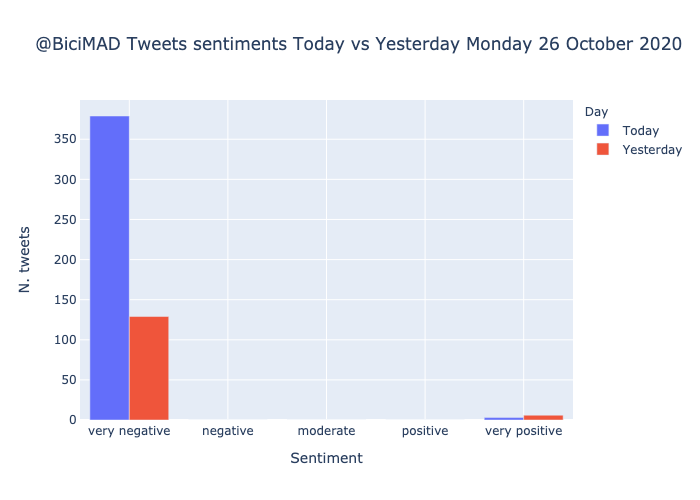 @BiciMAD Tweets sentiments Today vs Yesterday Monday 26 October 2020
Day
Today
Yesterday
350
300
250
200
150
100
50
0
N. tweets
very negative
negative
moderate
positive
very positive
Sentiment